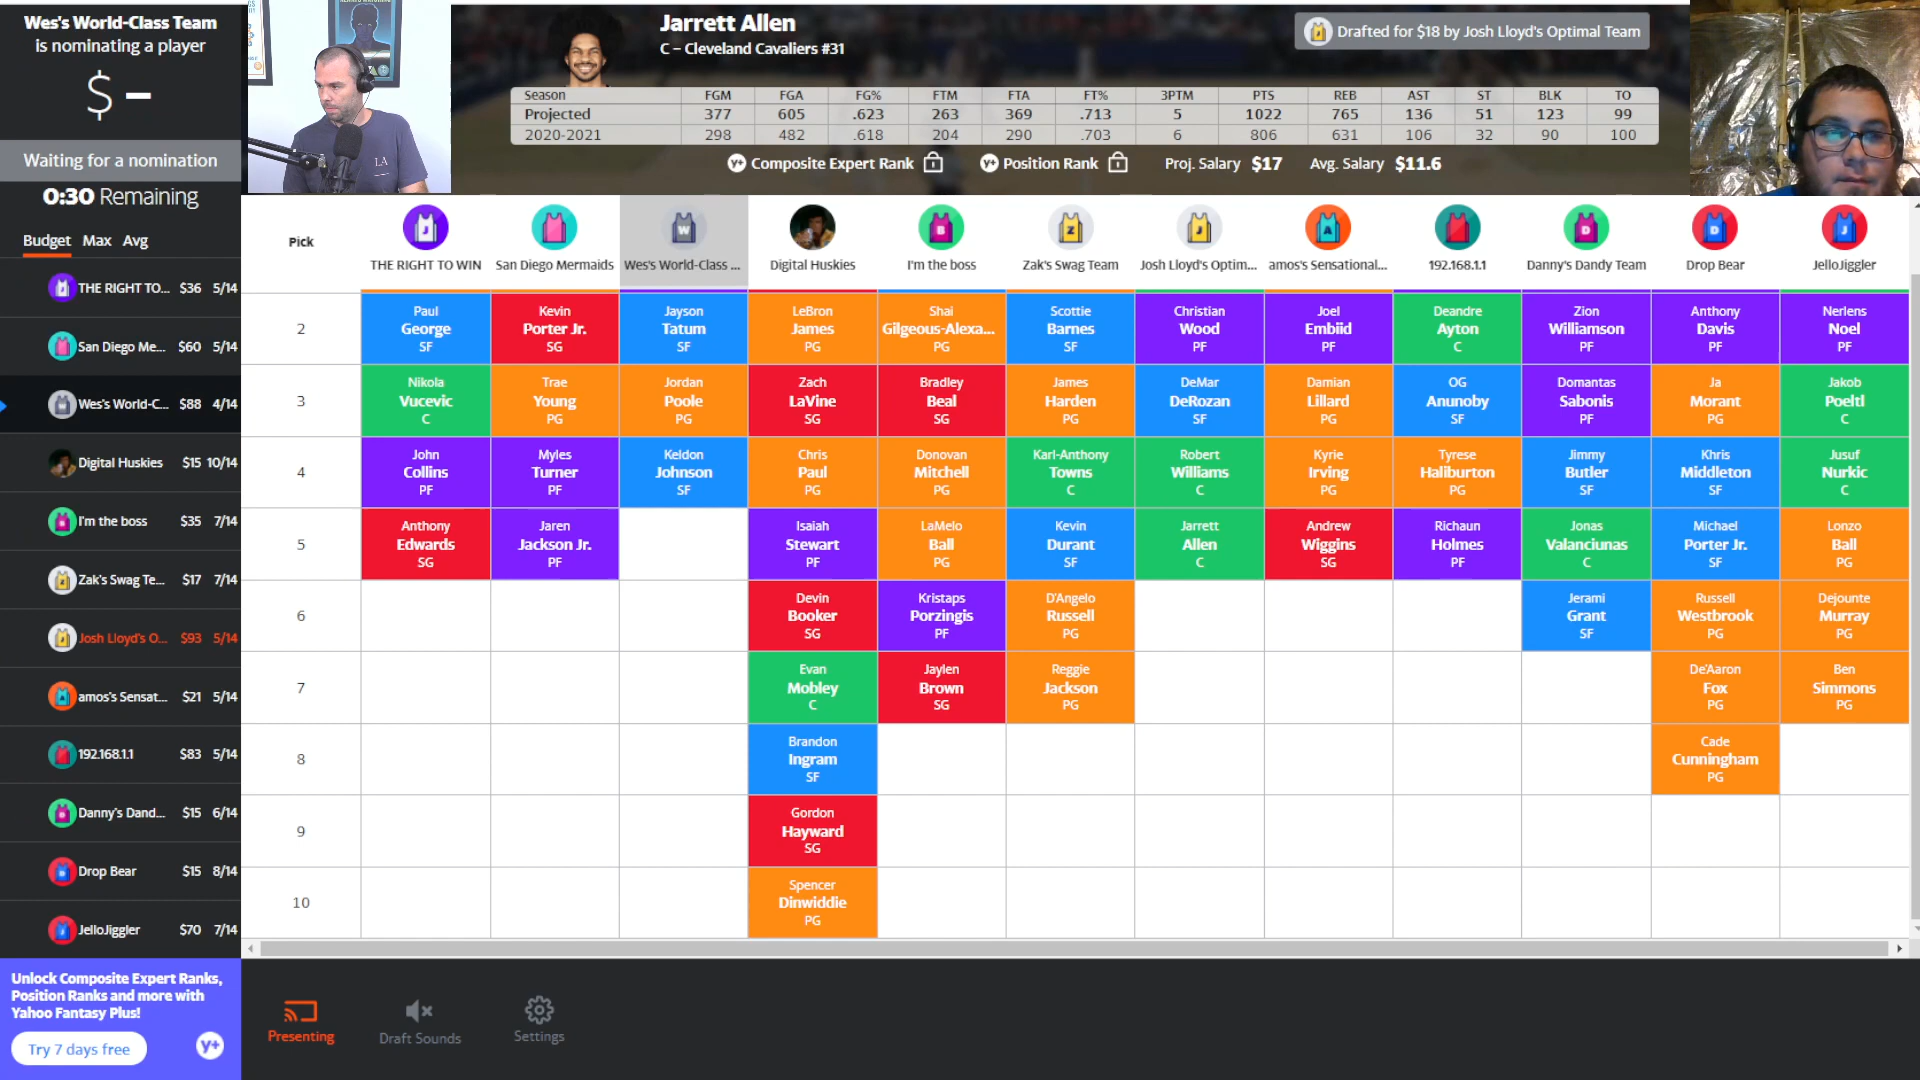 Wes's World-Class Team
is nominating a player
$ –
Waiting for a nomination
0:30 Remaining
Budget Max Avg
THE RIGHT TO... $36 5/14
San Diego Me... $60 5/14
Wes's World-C... $88 4/14
Digital Huskies $15 10/14
I'm the boss $35 7/14
Zak's Swag Te... $17 7/14
Josh Lloyd's O... $93 5/14
amos's Sensat... $21 5/14
192.168.1.1 $83 5/14
Danny's Dand... $15 6/14
Drop Bear $15 8/14
JelloJiggler $70 7/14
Unlock Composite Expert Ranks,
Position Ranks and more with
Yahoo Fantasy Plus!
Try 7 days free
y+
LA
Jarrett Allen
C – Cleveland Cavaliers #31
Drafted for $18 by Josh Lloyd's Optimal Team
Season FGM FGA FG% FTM FTA FT% 3PTM PTS REB AST ST BLK TO
Projected 377 605 .623 263 369 .713 5 1022 765 136 51 123 99
2020-2021 298 482 .618 204 290 .703 6 806 631 106 32 90 100
y+ Composite Expert Rank y+ Position Rank Proj. Salary $17 Avg. Salary $11.6
J W B Z J A D D J
Pick THE RIGHT TO WIN San Diego Mermaids Wes's World-Class ... Digital Huskies I'm the boss Zak's Swag Team Josh Lloyd's Optim... amos's Sensational... 192.168.1.1 Danny's Dandy Team Drop Bear JelloJiggler
Paul Kevin Jayson LeBron Shai Scottie Christian Joel Deandre Zion Anthony Nerlens
2 George Porter Jr. Tatum James Gilgeous-Alexa... Barnes Wood Embiid Ayton Williamson Davis Noel
SF SG SF PG PG SF PF PF C PF PF PF
Nikola Trae Jordan Zach Bradley James DeMar Damian OG Domantas Ja Jakob
3 Vucevic Young Poole LaVine Beal Harden DeRozan Lillard Anunoby Sabonis Morant Poeltl
C PG PG SG SG PG SF PG SF PF PG C
John Myles Keldon Chris Donovan Karl-Anthony Robert Kyrie Tyrese Jimmy Khris Jusuf
4 Collins Turner Johnson Paul Mitchell Towns Williams Irving Haliburton Butler Middleton Nurkic
PF PF SF PG PG C C PG PG SF SF C
Anthony Jaren Isaiah LaMelo Kevin Jarrett Andrew Richaun Jonas Michael Lonzo
5 Edwards Jackson Jr. Stewart Ball Durant Allen Wiggins Holmes Valanciunas Porter Jr. Ball
SG PF PF PG SF C SG PF C SF PG
Devin Kristaps D'Angelo Jerami Russell Dejounte
6 Booker Porzingis Russell Grant Westbrook Murray
SG PF PG SF PG PG
Evan Jaylen Reggie De'Aaron Ben
7 Mobley Brown Jackson Fox Simmons
C SG PG PG PG
Brandon Cade
8 Ingram Cunningham
SF PG
Gordon
9 Hayward
SG
Spencer
10 Dinwiddie
PG
Presenting Draft Sounds Settings